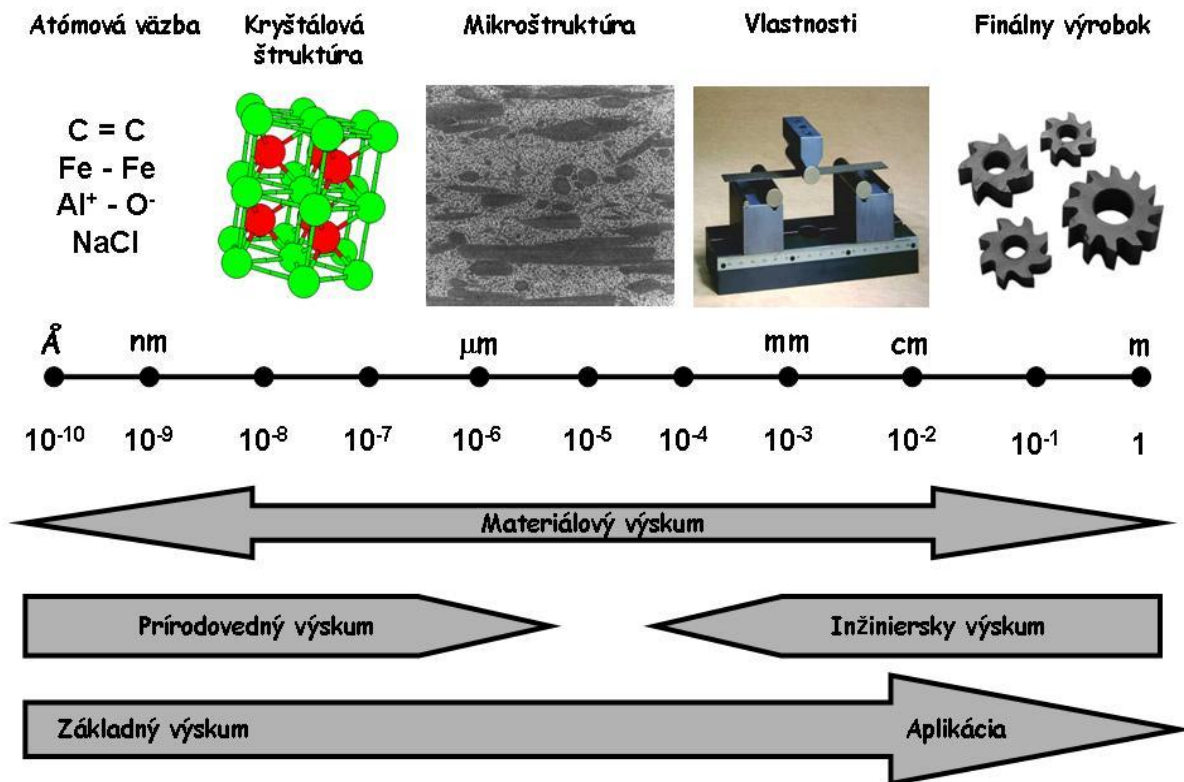 Atómová väzba
Kryštálová
štruktúra
Mikroštruktúra
Vlastnosti
Finálny výrobok
C = C
Fe - Fe
Al⁺ - O⁻
NaCl
Å nm μm mm cm m
10⁻¹⁰ 10⁻⁹ 10⁻⁸ 10⁻⁷ 10⁻⁶ 10⁻⁵ 10⁻⁴ 10⁻³ 10⁻² 10⁻¹ 1
Materiálový výskum
Prírodovedný výskum
Inžiniersky výskum
Základný výskum
Aplikácia